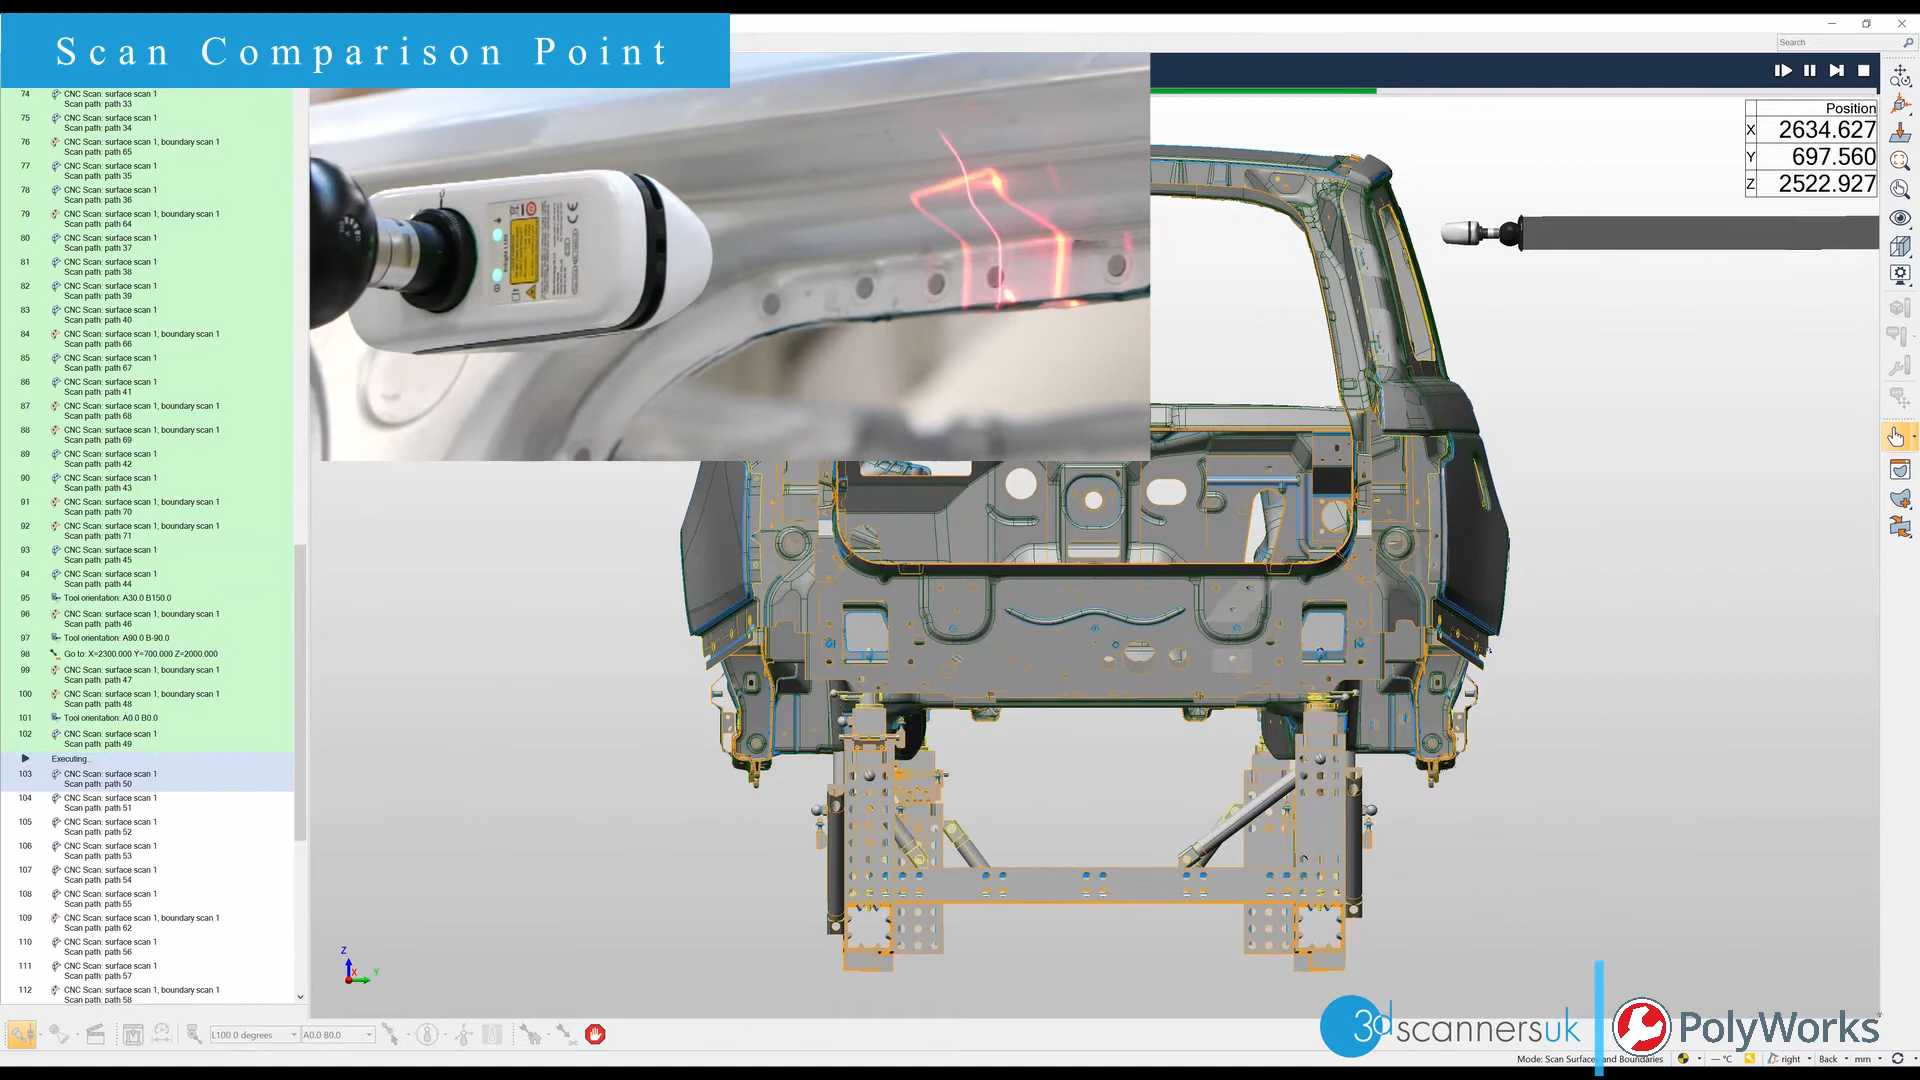 Scan Comparison Point
Search
74 CNC Scan: surface scan 1
Scan path: path 33
75 CNC Scan: surface scan 1
Scan path: path 34
76 CNC Scan: surface scan 1, boundary scan 1
Scan path: path 65
77 CNC Scan: surface scan 1
Scan path: path 35
78 CNC Scan: surface scan 1
Scan path: path 36
79 CNC Scan: surface scan 1, boundary scan 1
Scan path: path 64
80 CNC Scan: surface scan 1
Scan path: path 37
81 CNC Scan: surface scan 1
Scan path: path 38
82 CNC Scan: surface scan 1
Scan path: path 39
83 CNC Scan: surface scan 1
Scan path: path 40
84 CNC Scan: surface scan 1, boundary scan 1
Scan path: path 66
85 CNC Scan: surface scan 1
Scan path: path 67
86 CNC Scan: surface scan 1
Scan path: path 41
87 CNC Scan: surface scan 1, boundary scan 1
Scan path: path 68
88 CNC Scan: surface scan 1, boundary scan 1
Scan path: path 69
89 CNC Scan: surface scan 1
Scan path: path 42
90 CNC Scan: surface scan 1
Scan path: path 43
91 CNC Scan: surface scan 1, boundary scan 1
Scan path: path 70
92 CNC Scan: surface scan 1, boundary scan 1
Scan path: path 71
93 CNC Scan: surface scan 1
Scan path: path 45
94 CNC Scan: surface scan 1
Scan path: path 44
95 Tool orientation: A30.0 B150.0
96 CNC Scan: surface scan 1, boundary scan 1
Scan path: path 46
97 Tool orientation: A90.0 B-90.0
98 Go to: X=2300.000 Y=700.000 Z=2000.000
99 CNC Scan: surface scan 1, boundary scan 1
Scan path: path 47
100 CNC Scan: surface scan 1, boundary scan 1
Scan path: path 48
101 Tool orientation: A0.0 B0.0
102 CNC Scan: surface scan 1
Scan path: path 49
Executing...
103 CNC Scan: surface scan 1
Scan path: path 50
104 CNC Scan: surface scan 1
Scan path: path 51
105 CNC Scan: surface scan 1
Scan path: path 52
106 CNC Scan: surface scan 1
Scan path: path 53
107 CNC Scan: surface scan 1
Scan path: path 54
108 CNC Scan: surface scan 1
Scan path: path 55
109 CNC Scan: surface scan 1, boundary scan 1
Scan path: path 62
110 CNC Scan: surface scan 1
Scan path: path 56
111 CNC Scan: surface scan 1
Scan path: path 57
112 CNC Scan: surface scan 1, boundary scan 1
Scan path: path 58
CE
Position
X 2634.627
Y 697.560
Z 2522.927
Z
X
Y
L100 0 degrees
A0.0 B0.0
3dscannersuk
PolyWorks
Mode: Scan Surfaces and Boundaries
— °C
right
Back
mm